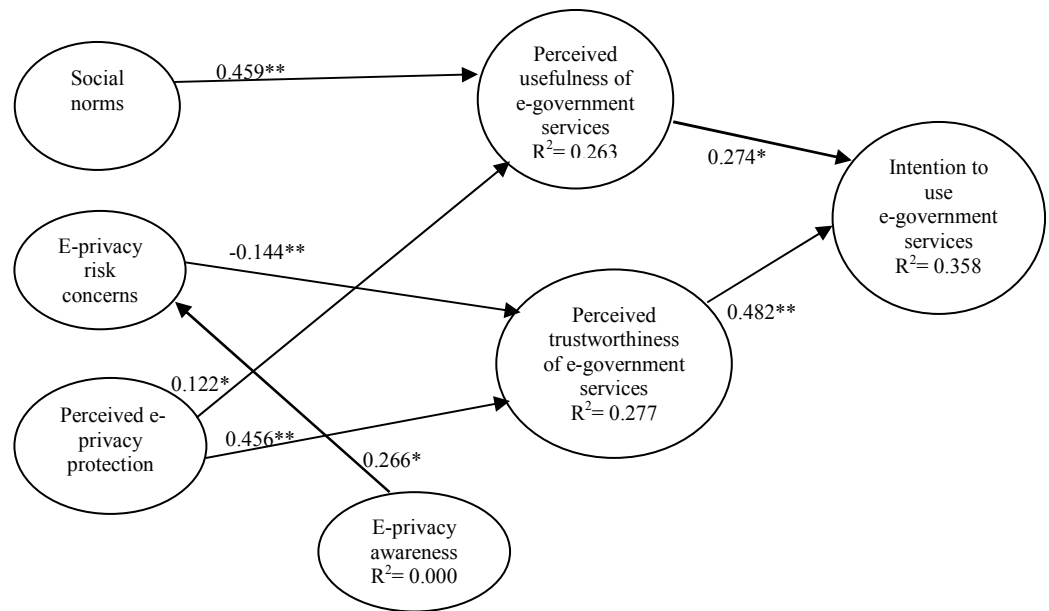 Social
norms
0.459**
Perceived
usefulness of
e-government
services
R²= 0.263
0.274*
Intention to
use
e-government
services
R²= 0.358
E-privacy
risk
concerns
-0.144**
Perceived
trustworthiness
of e-government
services
R²= 0.277
0.482**
0.122*
Perceived e-
privacy
protection
0.456**
0.266*
E-privacy
awareness
R²= 0.000